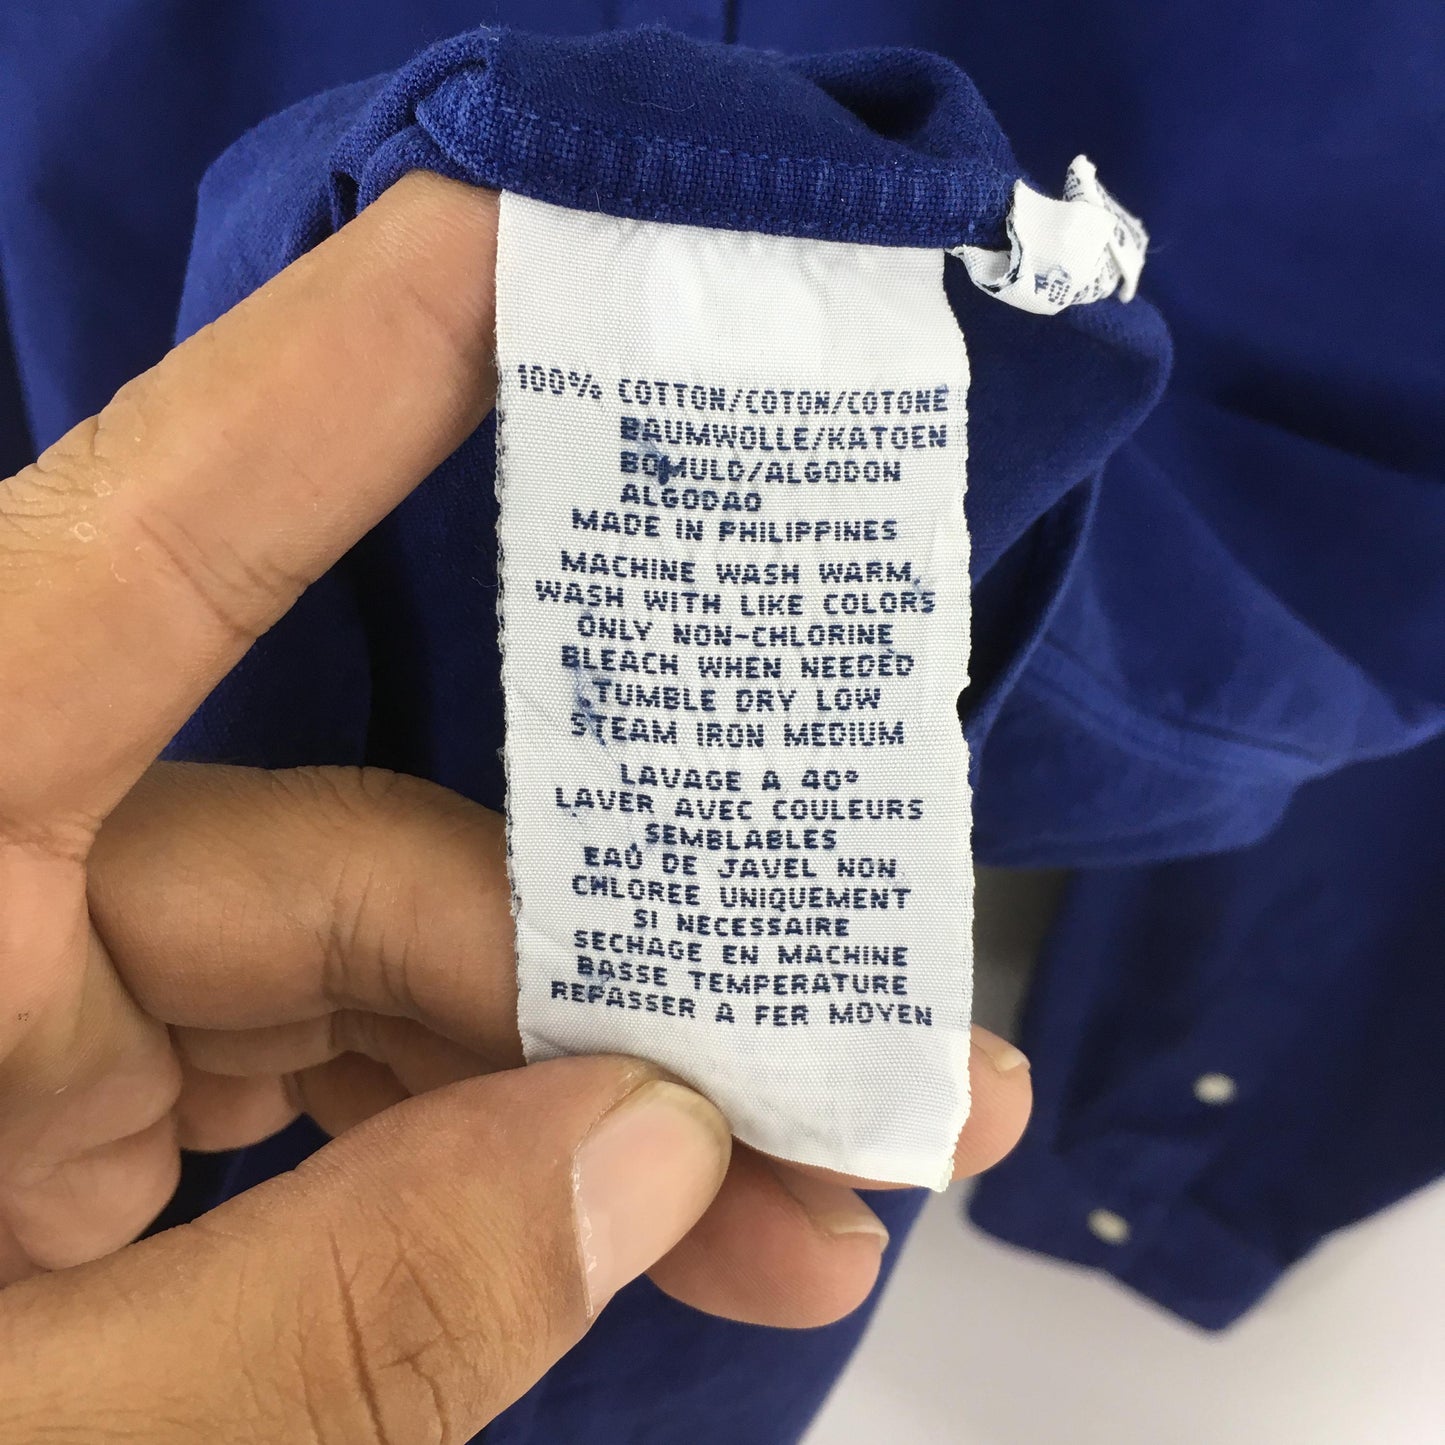 100% COTTON/COTON/COTONE
BAUMWOLLE/KATOEN
BOMULD/ALGODON
ALGODAO
MADE IN PHILIPPINES
MACHINE WASH WARM
WASH WITH LIKE COLORS
ONLY NON-CHLORINE
BLEACH WHEN NEEDED
TUMBLE DRY LOW
STEAM IRON MEDIUM
LAVAGE A 40°
LAVER AVEC COULEURS
SEMBLABLES
EAU DE JAVEL NON
CHLOREE UNIQUEMENT
SI NECESSAIRE
SECHAGE EN MACHINE
BASSE TEMPERATURE
REPASSER A FER MOYEN